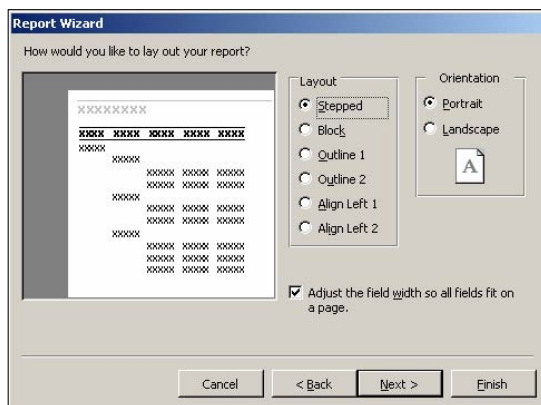 Report Wizard
How would you like to lay out your report?
xxxxxxxx
xxxx xxxx xxxx xxxx xxxx
xxxxx
xxxxx
xxxxx xxxxx xxxxx
xxxxx xxxxx xxxxx
xxxxx
xxxxx xxxxx xxxxx
xxxxx xxxxx xxxxx
xxxxx
xxxxx xxxxx xxxxx
xxxxx xxxxx xxxxx
xxxxx xxxxx xxxxx
Layout
Stepped
Block
Outline 1
Outline 2
Align Left 1
Align Left 2
Orientation
Portrait
Landscape
A
Adjust the field width so all fields fit on
a page.
Cancel
< Back
Next >
Finish